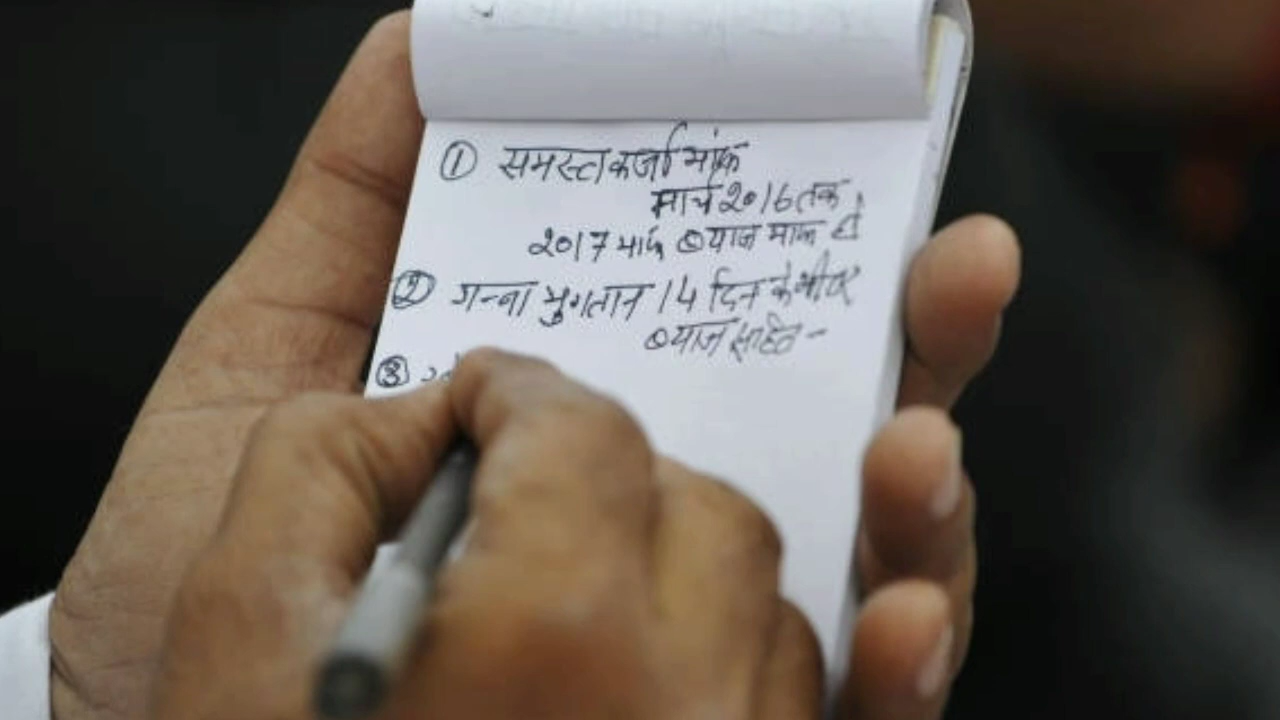 ① समस्त कर्जा माफ
मार्च 2016 तक
2017 मार्च ब्याज माफ हो
② गन्ना भुगतान 14 दिन के भीतर
ब्याज सहित -
③